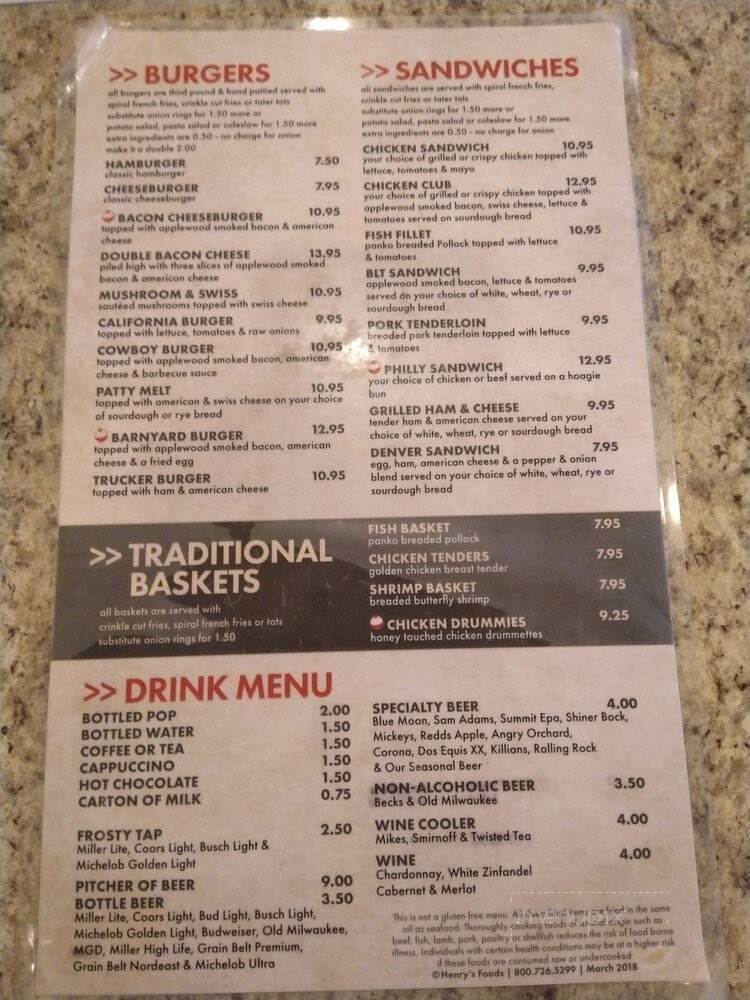 >> BURGERS
all burgers are third pound & hand pattied served with
spiral french fries, crinkle cut fries or tater tots
substitute onion rings for 1.50 more or
potato salad, pasta salad or coleslaw for 1.50 more
extra ingredients are 0.50 - no charge for onion
make it a double 2.00
HAMBURGER 7.50
classic hamburger
CHEESEBURGER 7.95
classic cheeseburger
BACON CHEESEBURGER 10.95
topped with applewood smoked bacon & american
cheese
DOUBLE BACON CHEESE 13.95
piled high with three slices of applewood smoked
bacon & american cheese
MUSHROOM & SWISS 10.95
sautéed mushrooms topped with swiss cheese
CALIFORNIA BURGER 9.95
topped with lettuce, tomatoes & raw onions
COWBOY BURGER 10.95
topped with applewood smoked bacon, american
cheese & barbecue sauce
PATTY MELT 10.95
topped with american & swiss cheese on your choice
of sourdough or rye bread
BARNYARD BURGER 12.95
topped with applewood smoked bacon, american
cheese & a fried egg
TRUCKER BURGER 10.95
topped with ham & american cheese
>> SANDWICHES
all sandwiches are served with spiral french fries,
crinkle cut fries or tater tots
substitute onion rings for 1.50 more or
potato salad, pasta salad or coleslaw for 1.50 more
extra ingredients are 0.50 - no charge for onion
CHICKEN SANDWICH 10.95
your choice of grilled or crispy chicken topped with
lettuce, tomatoes & mayo
CHICKEN CLUB 12.95
your choice of grilled or crispy chicken topped with
applewood smoked bacon, swiss cheese, lettuce &
tomatoes served on sourdough bread
FISH FILLET 10.95
panko breaded Pollock topped with lettuce
& tomatoes
BLT SANDWICH 9.95
applewood smoked bacon, lettuce & tomatoes
served on your choice of white, wheat, rye or
sourdough bread
PORK TENDERLOIN 9.95
breaded pork tenderloin topped with lettuce
& tomatoes
PHILLY SANDWICH 12.95
your choice of chicken or beef served on a hoagie
bun
GRILLED HAM & CHEESE 9.95
tender ham & american cheese served on your
choice of white, wheat, rye or sourdough bread
DENVER SANDWICH 7.95
egg, ham, american cheese & a pepper & onion
blend served on your choice of white, wheat, rye or
sourdough bread
>> TRADITIONAL
BASKETS
all baskets are served with
crinkle cut fries, spiral french fries or tots
substitute onion rings for 1.50
FISH BASKET 7.95
panko breaded pollack
CHICKEN TENDERS 7.95
golden chicken breast tender
SHRIMP BASKET 7.95
breaded butterfly shrimp
CHICKEN DRUMMIES 9.25
honey touched chicken drummettes
>> DRINK MENU
BOTTLED POP 2.00
BOTTLED WATER 1.50
COFFEE OR TEA 1.50
CAPPUCCINO 1.50
HOT CHOCOLATE 1.50
CARTON OF MILK 0.75
FROSTY TAP 2.50
Miller Lite, Coors Light, Busch Light &
Michelob Golden Light
PITCHER OF BEER 9.00
BOTTLE BEER 3.50
Miller Lite, Coors Light, Bud Light, Busch Light,
Michelob Golden Light, Budweiser, Old Milwaukee,
MGD, Miller High Life, Grain Belt Premium,
Grain Belt Nordeast & Michelob Ultra
SPECIALTY BEER 4.00
Blue Moon, Sam Adams, Summit Epa, Shiner Bock,
Mickeys, Redds Apple, Angry Orchard,
Corona, Dos Equis XX, Killians, Rolling Rock
& Our Seasonal Beer
NON-ALCOHOLIC BEER 3.50
Becks & Old Milwaukee
WINE COOLER 4.00
Mikes, Smirnoff & Twisted Tea
WINE 4.00
Chardonnay, White Zinfandel
Cabernet & Merlot
This is not a gluten free menu. All deep fried items are fried in the same
oil as seafood. Thoroughly cooking foods of animal origin such as
beef, fish, lamb, pork, poultry or shellfish reduces the risk of food borne
illness. Individuals with certain health conditions may be at a higher risk
if these foods are consumed raw or undercooked
©Henry's Foods | 800.726.5299 | March 2018